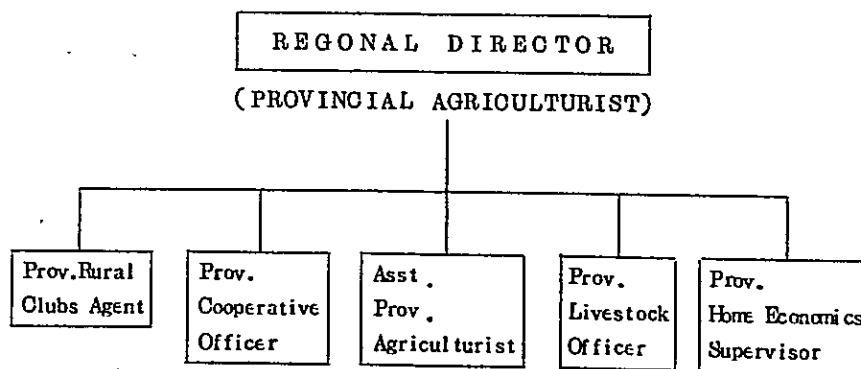 REGONAL DIRECTOR
(PROVINCIAL AGRICULTURIST)
Prov.Rural
Clubs Agent
Prov.
Cooperative
Officer
Asst.
Prov.
Agriculturist
Prov.
Livestock
Officer
Prov.
Home Economics
Supervisor